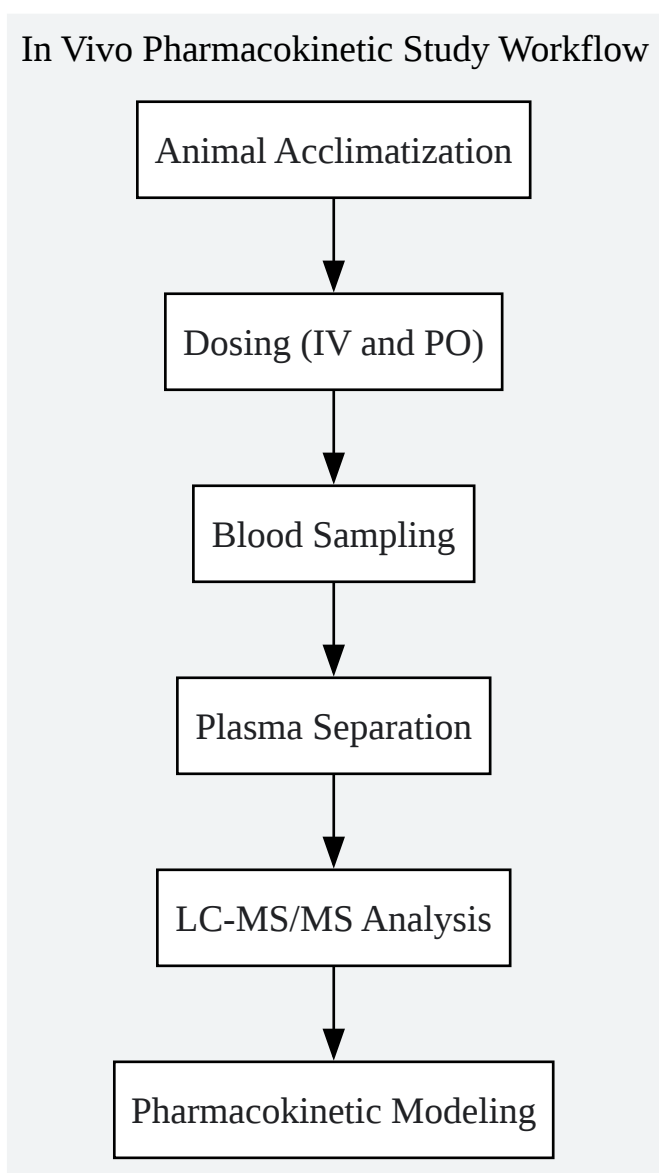 In Vivo Pharmacokinetic Study Workflow
Animal Acclimatization
Dosing (IV and PO)
Blood Sampling
Plasma Separation
LC-MS/MS Analysis
Pharmacokinetic Modeling